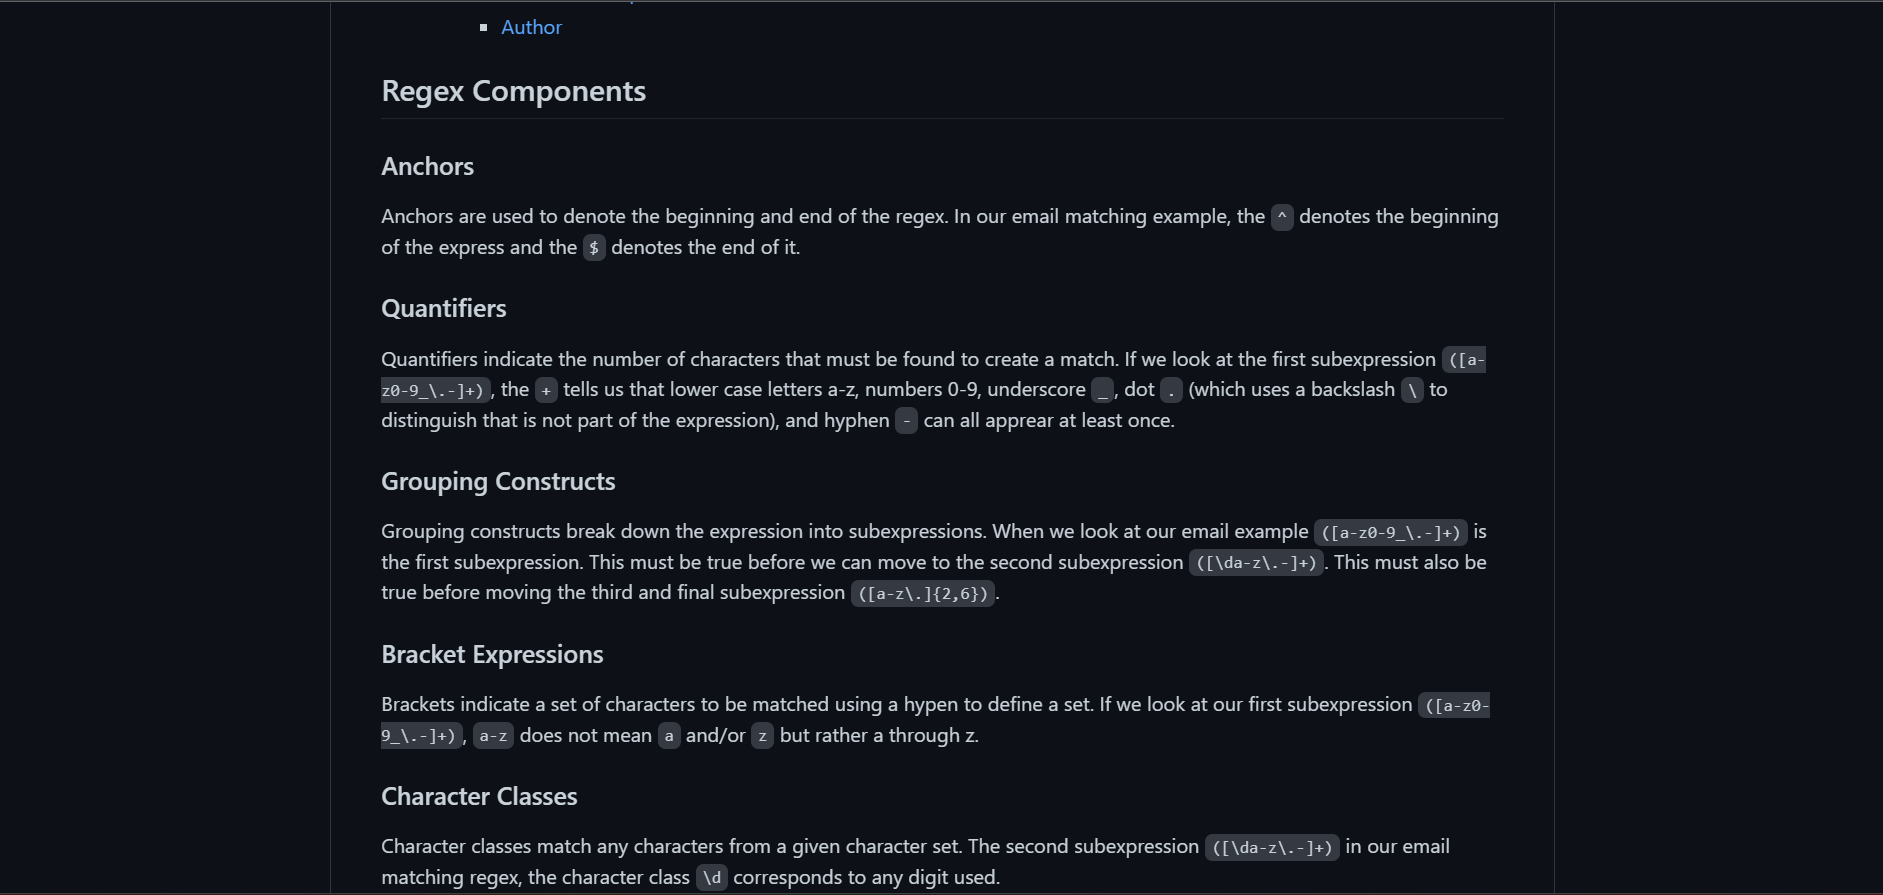 Author
Regex Components
Anchors
Anchors are used to denote the beginning and end of the regex. In our email matching example, the ^ denotes the beginning
of the express and the $ denotes the end of it.
Quantifiers
Quantifiers indicate the number of characters that must be found to create a match. If we look at the first subexpression ([a-
z0-9_\.-]+), the + tells us that lower case letters a-z, numbers 0-9, underscore _, dot . (which uses a backslash \ to
distinguish that is not part of the expression), and hyphen - can all apprear at least once.
Grouping Constructs
Grouping constructs break down the expression into subexpressions. When we look at our email example ([a-z0-9_\.-]+) is
the first subexpression. This must be true before we can move to the second subexpression ([\da-z\.-]+). This must also be
true before moving the third and final subexpression ([a-z\.]{2,6}).
Bracket Expressions
Brackets indicate a set of characters to be matched using a hypen to define a set. If we look at our first subexpression ([a-z0-
9_\.-]+), a-z does not mean a and/or z but rather a through z.
Character Classes
Character classes match any characters from a given character set. The second subexpression ([\da-z\.-]+) in our email
matching regex, the character class \d corresponds to any digit used.